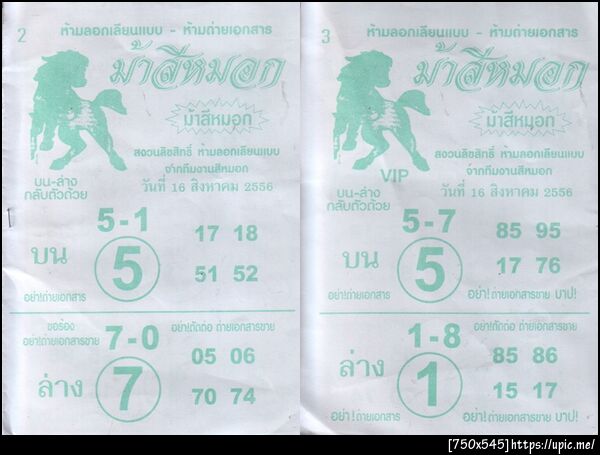 2
ห้ามลอกเลียนแบบ - ห้ามถ่ายเอกสาร
ม้าสีหมอก
ม้าสีหมอก
สงวนลิขสิทธิ์ ห้ามลอกเลียนแบบ
จากทีมงานสีหมอก
วันที่ 16 สิงหาคม 2556
บน-ล่าง
กลับตัวด้วย
5-1
บน
5
17 18
51 52
อย่า!ถ่ายเอกสาร
ขอร้อง
อย่า!ถ่ายเอกสารขาย
7-0
อย่า!ตัดต่อ ถ่ายเอกสารขาย
ล่าง
7
05 06
70 74
3
ห้ามลอกเลียนแบบ - ห้ามถ่ายเอกสาร
ม้าสีหมอก
ม้าสีหมอก
สงวนลิขสิทธิ์ ห้ามลอกเลียนแบบ
จากทีมงานสีหมอก
VIP
วันที่ 16 สิงหาคม 2556
บน-ล่าง
กลับตัวด้วย
5-7
บน
5
85 95
17 76
อย่า!ถ่ายเอกสาร
อย่า!ถ่ายเอกสารขาย บาป!
1-8
อย่า!ตัดต่อ ถ่ายเอกสารขาย
ล่าง
1
85 86
15 17
อย่า!ถ่ายเอกสาร
อย่า!ถ่ายเอกสารขาย บาป!
[750x545]https://upic.me/